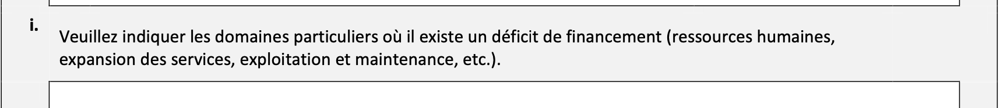 i.
Veuillez indiquer les domaines particuliers où il existe un déficit de financement (ressources humaines,
expansion des services, exploitation et maintenance, etc.).